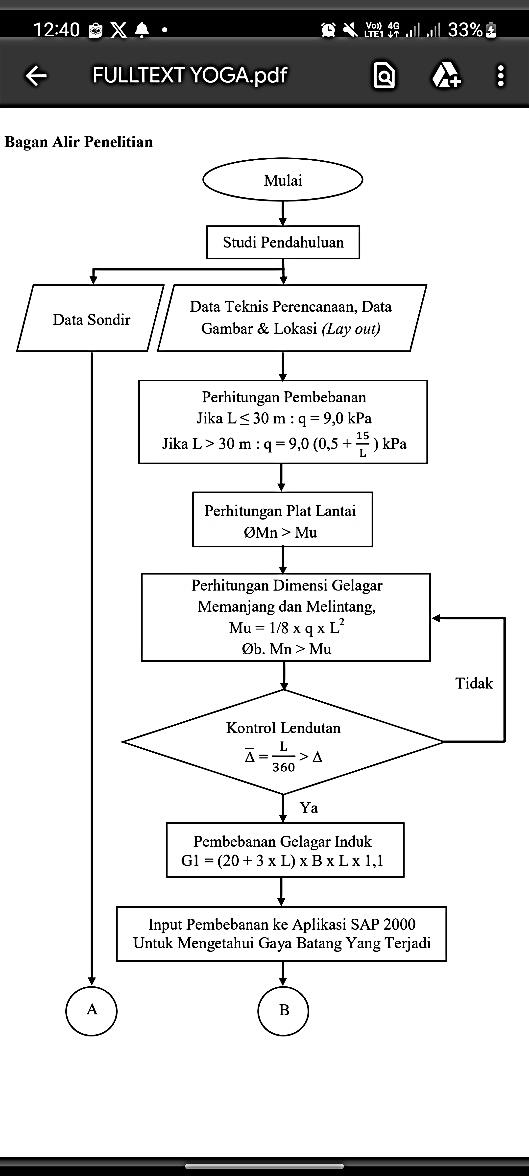 12:40
Vo)) 4G
LTE1
33%
FULLTEXT YOGA.pdf
Bagan Alir Penelitian
Mulai
Studi Pendahuluan
Data Sondir
Data Teknis Perencanaan, Data
Gambar & Lokasi (Lay out)
Perhitungan Pembebanan
Jika L ≤ 30 m : q = 9,0 kPa
Jika L > 30 m : q = 9,0 (0,5 + 15/L ) kPa
Perhitungan Plat Lantai
ØMn > Mu
Perhitungan Dimensi Gelagar
Memanjang dan Melintang,
Mu = 1/8 x q x L²
Øb. Mn > Mu
Tidak
Kontrol Lendutan
Δ̅ = L/360 > Δ
Ya
Pembebanan Gelagar Induk
G1 = (20 + 3 x L) x B x L x 1,1
Input Pembebanan ke Aplikasi SAP 2000
Untuk Mengetahui Gaya Batang Yang Terjadi
A
B